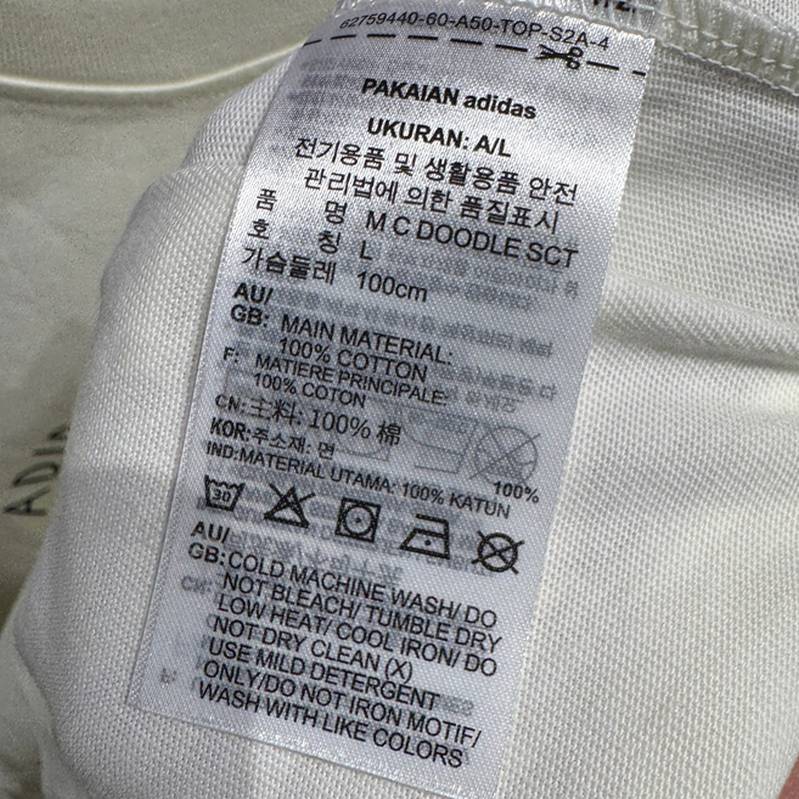 62759440-60-A50-TOP-S2A-4
PAKAIAN adidas
UKURAN: A/L
전기용품 및 생활용품 안전
관리법에 의한 품질표시
품 명 M C DOODLE SCT
호 칭 L
가슴둘레 100cm
AU/
GB: MAIN MATERIAL:
100% COTTON
F: MATIERE PRINCIPALE:
100% COTON
CN:主料: 100% 棉
KOR:주소재: 면
100%
IND:MATERIAL UTAMA: 100% KATUN
30
AU/
GB:COLD MACHINE WASH/ DO
NOT BLEACH/ TUMBLE DRY
LOW HEAT/ COOL IRON/ DO
NOT DRY CLEAN (X)
USE MILD DETERGENT
ONLY/DO NOT IRON MOTIF/
WASH WITH LIKE COLORS